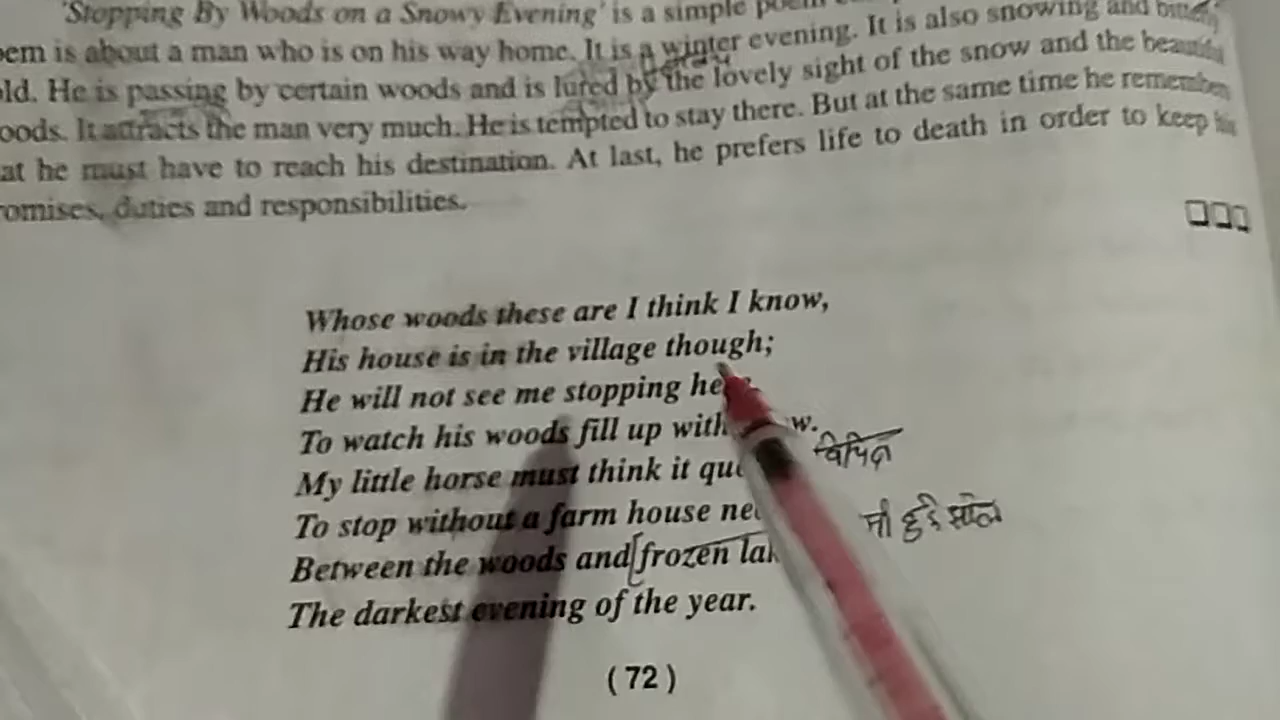 'Stopping By Woods on a Snowy Evening' is a simple poem
em is about a man who is on his way home. It is a winter evening. It is also snowing and
ld. He is passing by certain woods and is lured by the lovely sight of the snow and the beautiful
oods. It attracts the man very much. He is tempted to stay there. But at the same time he remembers
at he must have to reach his destination. At last, he prefers life to death in order to keep his
omises, duties and responsibilities.
Whose woods these are I think I know,
His house is in the village though;
He will not see me stopping he
To watch his woods fill up with w.
My little horse must think it que
To stop without a farm house ne
Between the woods and frozen lak
The darkest evening of the year.
( 72 )